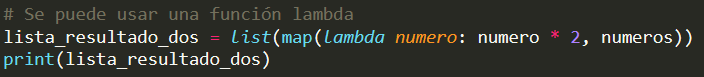 # Se puede usar una función lambda
lista_resultado_dos = list(map(lambda numero: numero * 2, numeros))
print(lista_resultado_dos)